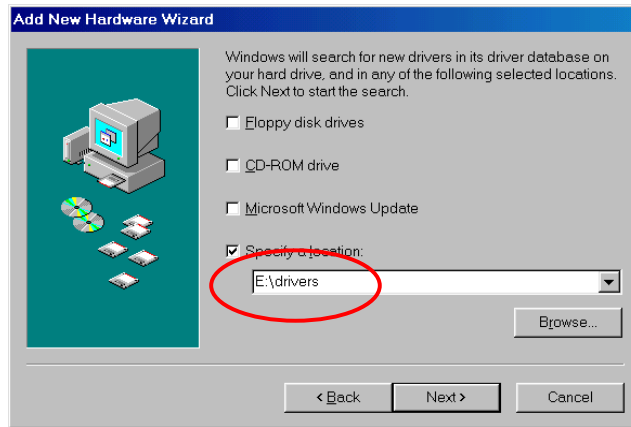 Add New Hardware Wizard
Windows will search for new drivers in its driver database on
your hard drive, and in any of the following selected locations.
Click Next to start the search.
Floppy disk drives
CD-ROM drive
Microsoft Windows Update
Specify a location:
E:\drivers
Browse...
< Back
Next >
Cancel